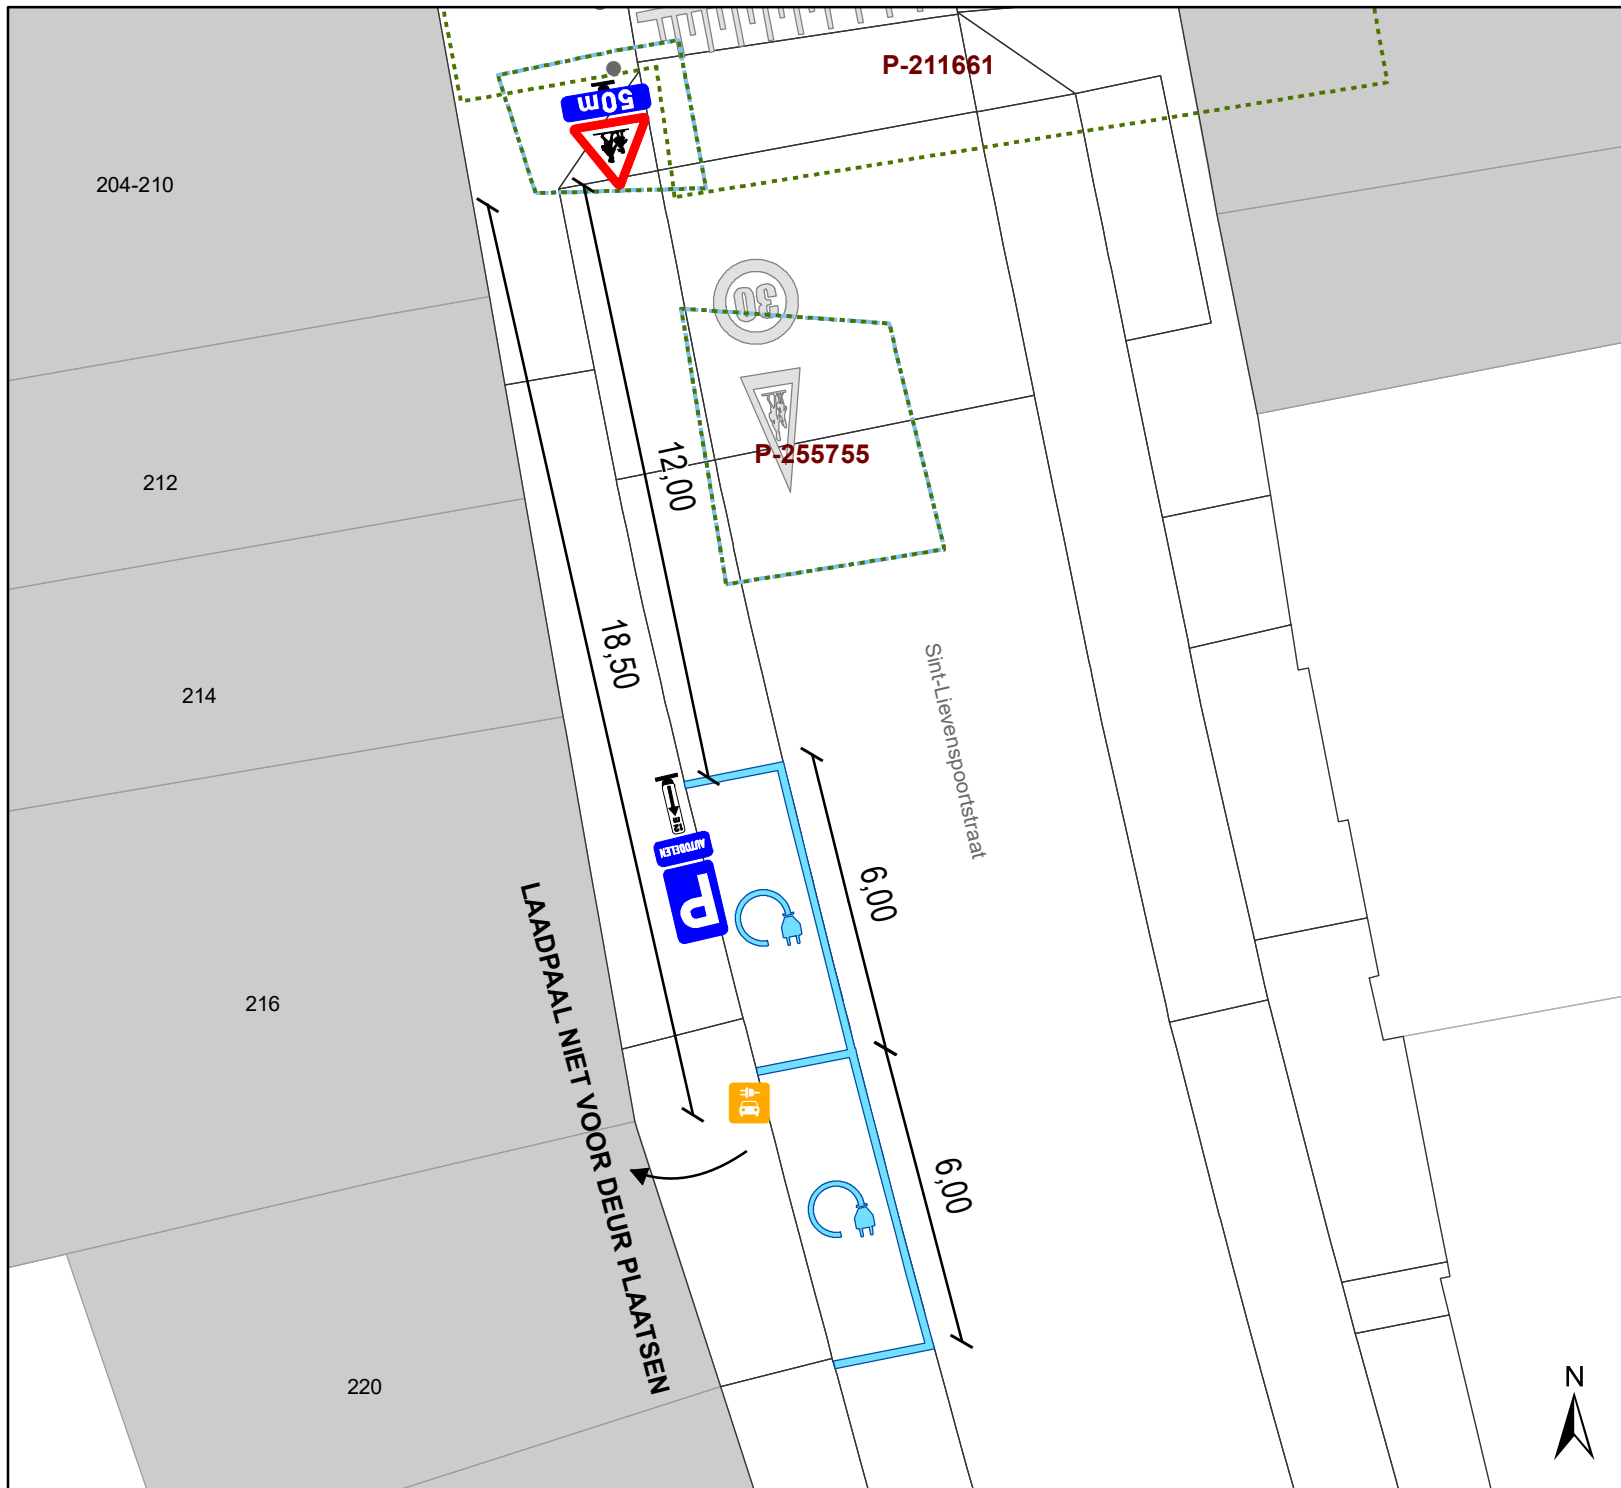 P-211661
50m
204-210
30
12,00
P-255755
212
18,50
214
Sint-Lievenspoortstraat
AUTODELEN
P
6,00
LAADPAAL NIET VOOR DEUR PLAATSEN
216
6,00
220
N